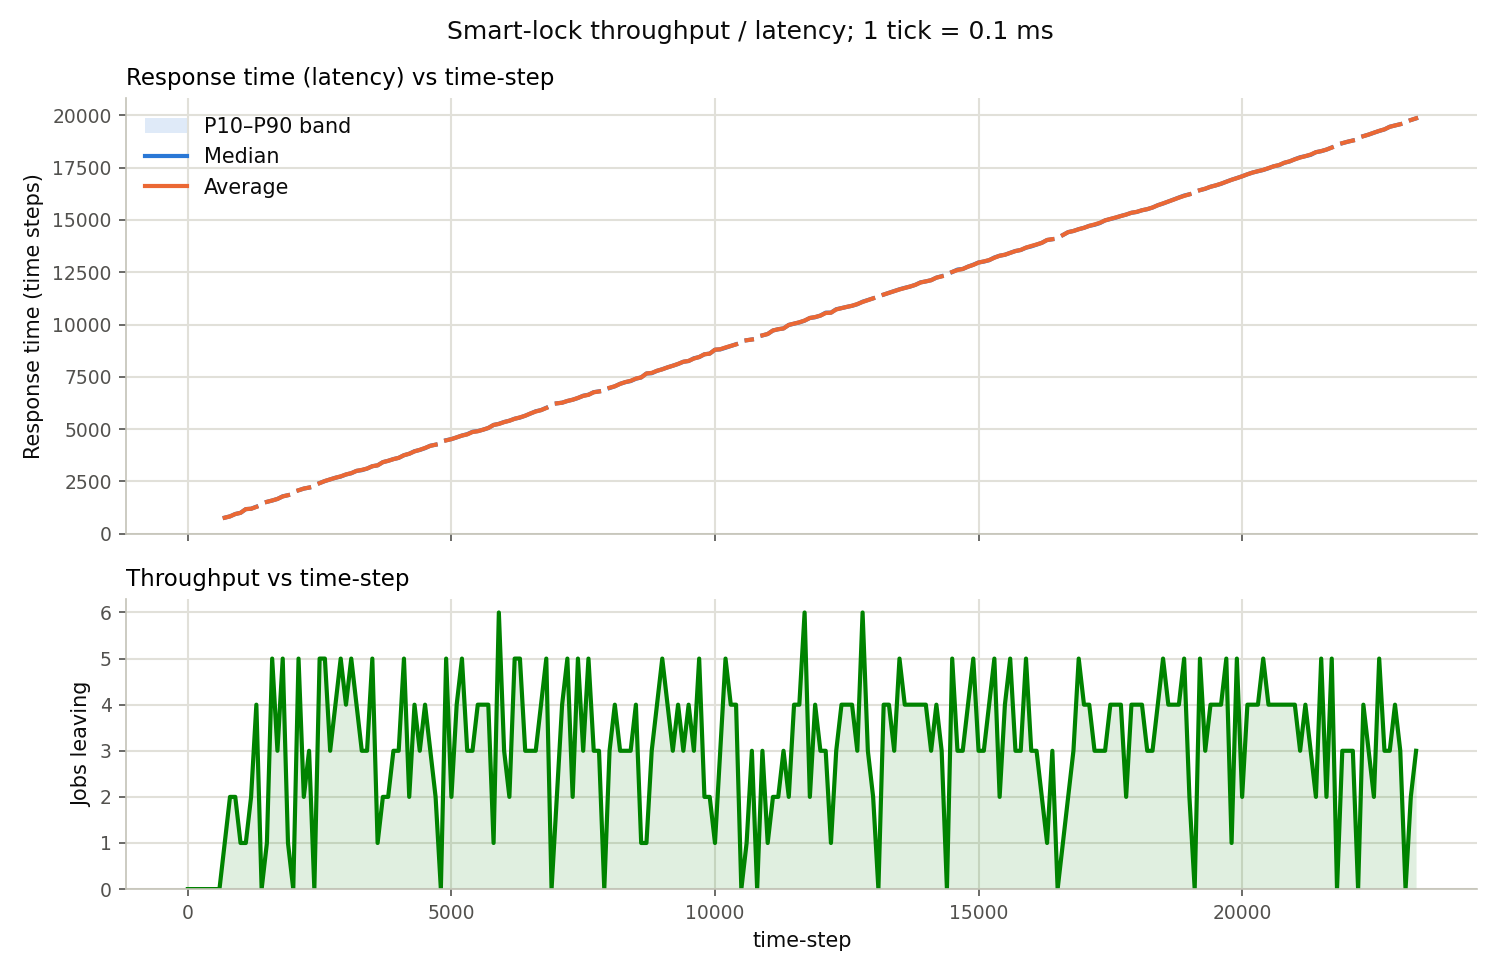 Smart-lock throughput / latency; 1 tick = 0.1 ms
Response time (latency) vs time-step
20000
17500
15000
12500
10000
7500
5000
2500
0
Response time (time steps)
P10–P90 band
Median
Average
Throughput vs time-step
6
5
4
3
2
1
0
Jobs leaving
0
5000
10000
15000
20000
time-step